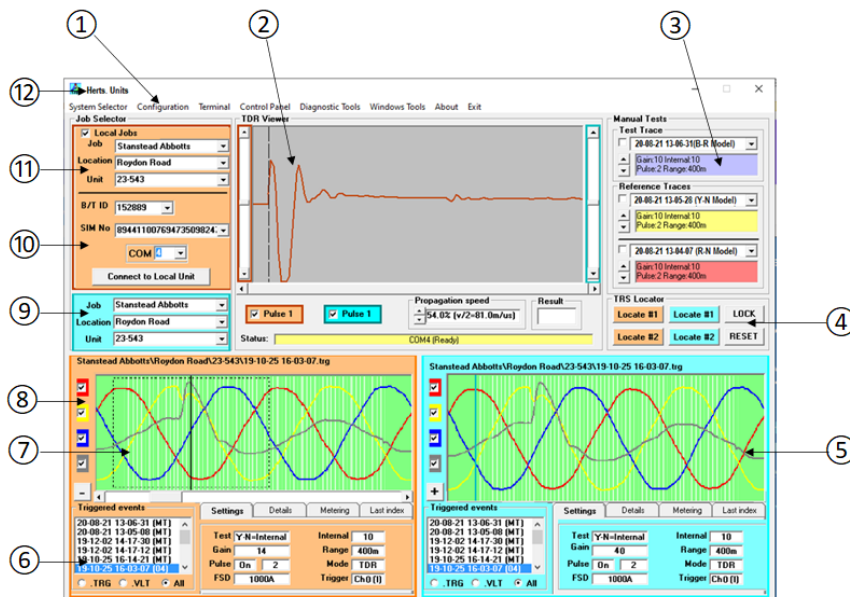 ① ② ③
⑫ Herts. Units
System Selector Configuration Terminal Control Panel Diagnostic Tools Windows Tools About Exit
Job Selector
Local Jobs
Job Stanstead Abbotts
⑪ Location Roydon Road
Unit 23-543
B/T ID 152889
⑩ SIM No 89441100769473509824
COM 4
Connect to Local Unit
⑨ Job Stanstead Abbotts
Location Roydon Road
Unit 23-543
TDR Viewer
Pulse 1 Pulse 1
Propagation speed
54.0% (v/2=81.0m/us)
Result
Status: COM4 (Ready)
Manual Tests
Test Trace
20-08-21 13-06-31(B-R Model)
Gain:10 Internal:10
Pulse:2 Range:400m
Reference Traces
20-08-21 13-05-28 (Y-N Model)
Gain:10 Internal:10
Pulse:2 Range:400m
20-08-21 13-04-07 (R-N Model)
Gain:10 Internal:10
Pulse:2 Range:400m
TRS Locator
Locate #1 Locate #1 LOCK
Locate #2 Locate #2 RESET
④
Stanstead Abbotts\Roydon Road\23-543\19-10-25 16-03-07.trg
⑧
⑦
-
Triggered events
20-08-21 13-06-31 (MT)
20-08-21 13-05-08 (MT)
19-12-02 14-17-30 (MT)
19-12-02 14-17-12 (MT)
19-10-25 16-14-21 (MT)
⑥ 19-10-25 16-03-07 (04)
.TRG .VLT All
Settings Details Metering Last index
Test Y-N=Internal Internal 10
Gain 14 Range 400m
Pulse On 2 Mode TDR
FSD 1000A Trigger Ch0 (I)
Stanstead Abbotts\Roydon Road\23-543\19-10-25 16-03-07.trg
⑤
+
Triggered events
20-08-21 13-06-31 (MT)
20-08-21 13-05-08 (MT)
19-12-02 14-17-30 (MT)
19-12-02 14-17-12 (MT)
19-10-25 16-14-21 (MT)
19-10-25 16-03-07 (04)
.TRG .VLT All
Settings Details Metering Last index
Test Y-N=Internal Internal 10
Gain 40 Range 400m
Pulse On 2 Mode TDR
FSD 1000A Trigger Ch0 (I)